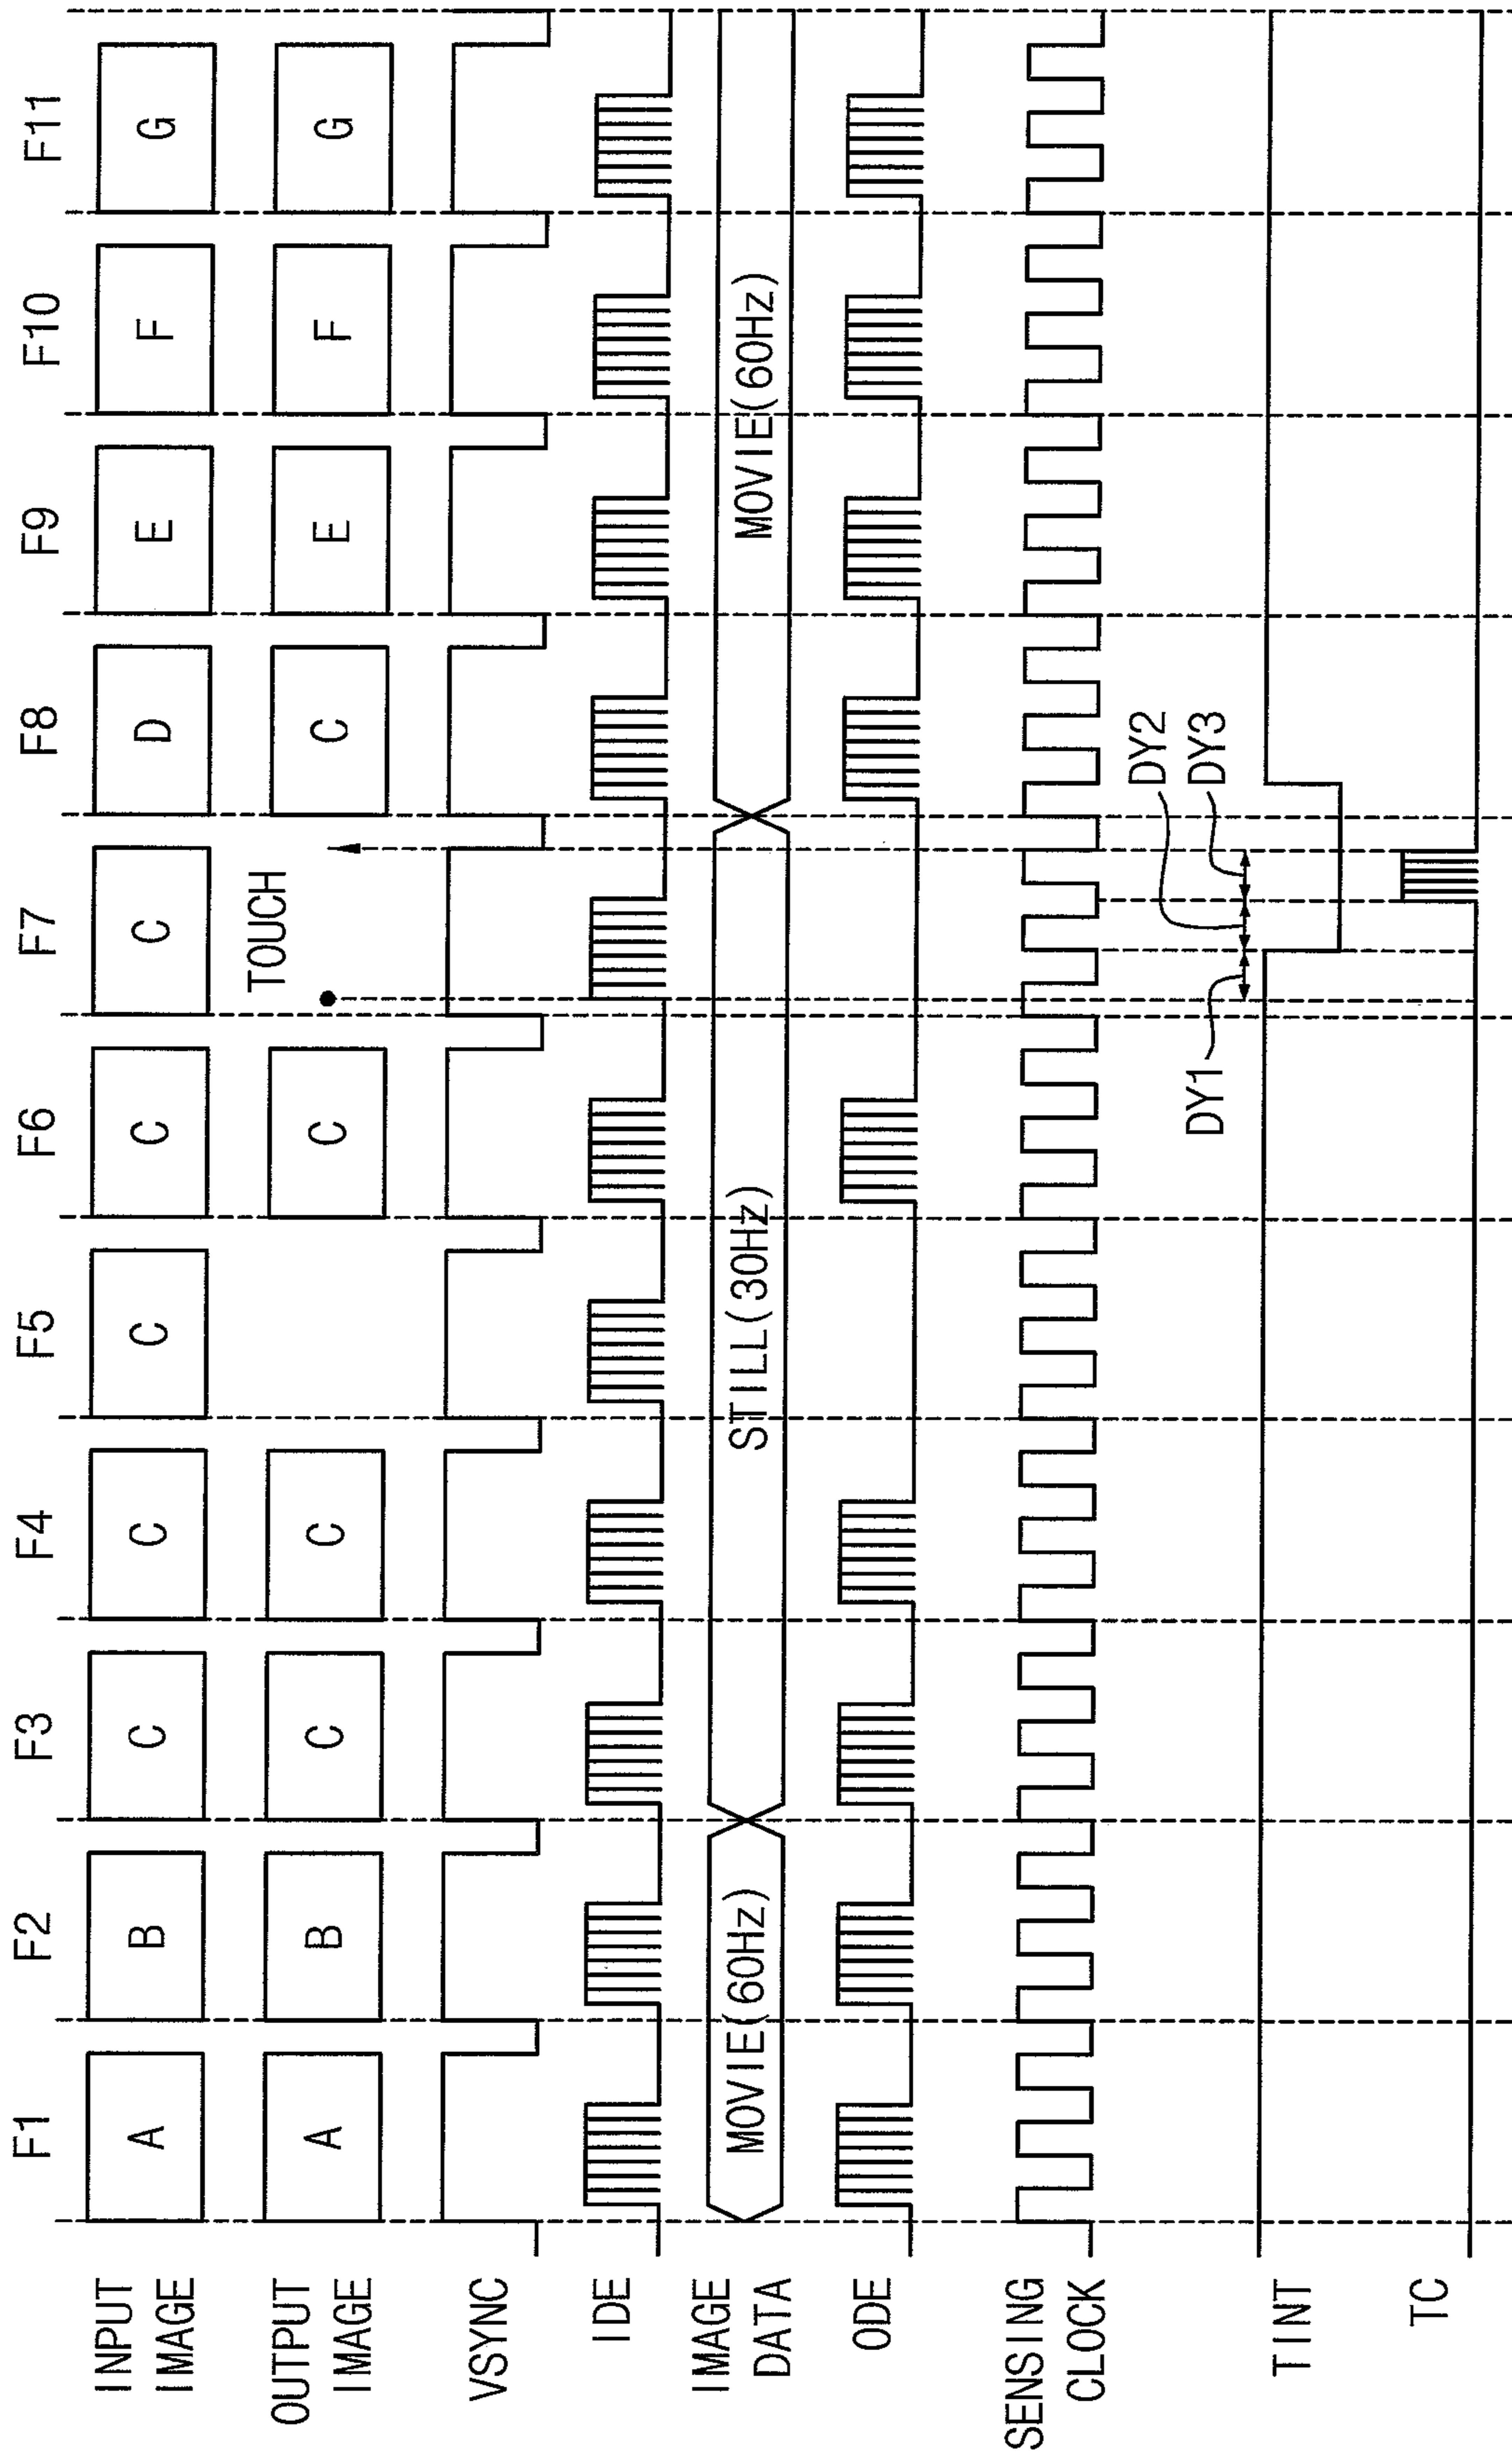 F1 F2 F3 F4 F5 F6 F7 F8 F9 F10 F11
INPUT
IMAGE
A B C C C C C D E F G
OUTPUT
IMAGE
A B C C C TOUCH C E F G
VSYNC
IDE
IMAGE
DATA
MOVIE(60Hz) STILL(30Hz) MOVIE(60Hz)
ODE
SENSING
CLOCK
DY1 DY2
DY3
TINT
TC